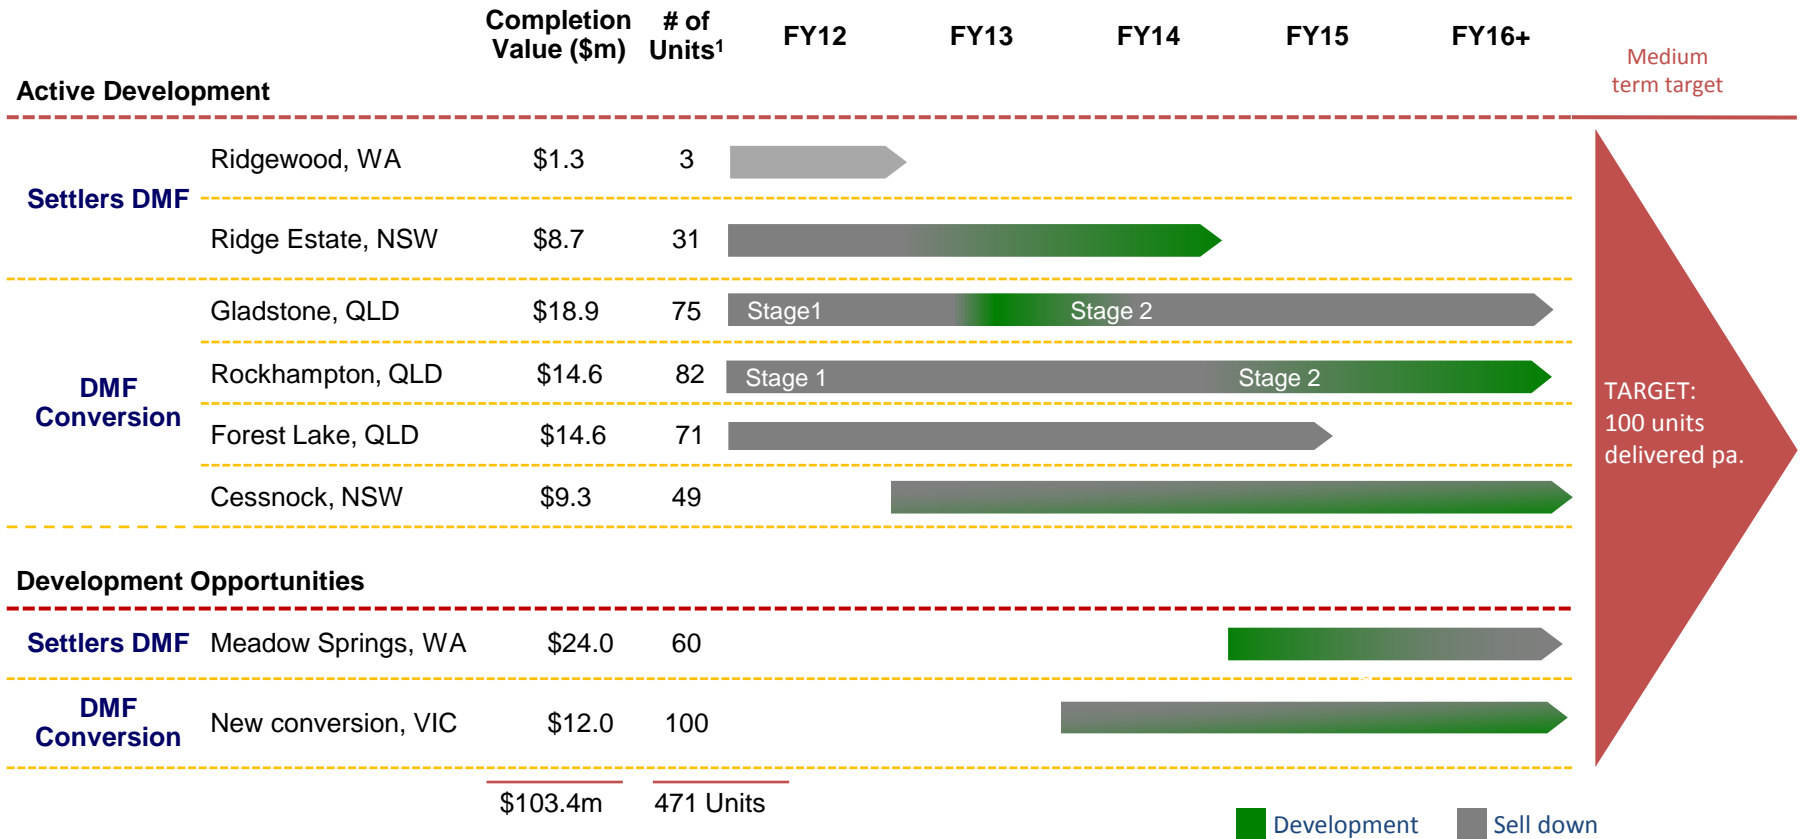 Completion Value ($m) # of Units¹ FY12 FY13 FY14 FY15 FY16+
Medium
term target
Active Development
Settlers DMF
Ridgewood, WA $1.3 3
Ridge Estate, NSW $8.7 31
DMF
Conversion
Gladstone, QLD $18.9 75 Stage1 Stage 2
Rockhampton, QLD $14.6 82 Stage 1 Stage 2
Forest Lake, QLD $14.6 71
Cessnock, NSW $9.3 49
TARGET:
100 units
delivered pa.
Development Opportunities
Settlers DMF Meadow Springs, WA $24.0 60
DMF
Conversion
New conversion, VIC $12.0 100
$103.4m 471 Units
Development Sell down